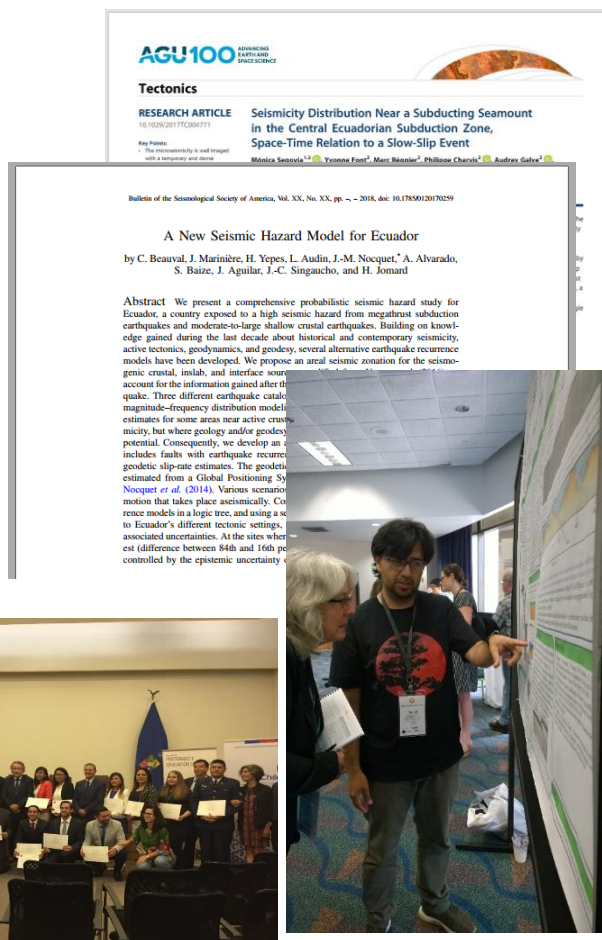 AGU100 ADVANCING
EARTH AND
SPACE SCIENCE
Tectonics
RESEARCH ARTICLE
10.1029/2017TC004771
Key Points:
• The microseismicity is well imaged
with a temporary and dense
Seismicity Distribution Near a Subducting Seamount
in the Central Ecuadorian Subduction Zone,
Space-Time Relation to a Slow-Slip Event
Mónica Segovia1,2, Yvonne Font2, Marc Régnier2, Philippe Charvis2, Audrey Galve2
Bulletin of the Seismological Society of America, Vol. XX, No. XX, pp. –, – 2018, doi: 10.1785/0120170259
A New Seismic Hazard Model for Ecuador
by C. Beauval, J. Marinière, H. Yepes, L. Audin, J.-M. Nocquet,* A. Alvarado,
S. Baize, J. Aguilar, J.-C. Singaucho, and H. Jomard
Abstract We present a comprehensive probabilistic seismic hazard study for
Ecuador, a country exposed to a high seismic hazard from megathrust subduction
earthquakes and moderate-to-large shallow crustal earthquakes. Building on knowl-
edge gained during the last decade about historical and contemporary seismicity,
active tectonics, geodynamics, and geodesy, several alternative earthquake recurrence
models have been developed. We propose an areal seismic zonation for the seismo-
genic crustal, inslab, and interface sour
account for the information gained after th
quake. Three different earthquake catalo
magnitude–frequency distribution modeli
estimates for some areas near active crust
micity, but where geology and/or geodesy
potential. Consequently, we develop an a
includes faults with earthquake recurre
geodetic slip-rate estimates. The geodetic
estimated from a Global Positioning Sy
Nocquet et al. (2014). Various scenarios
motion that takes place aseismically. Co
rence models in a logic tree, and using a se
to Ecuador's different tectonic settings,
associated uncertainties. At the sites wher
est (difference between 84th and 16th pe
controlled by the epistemic uncertainty
POSTGRADO Y